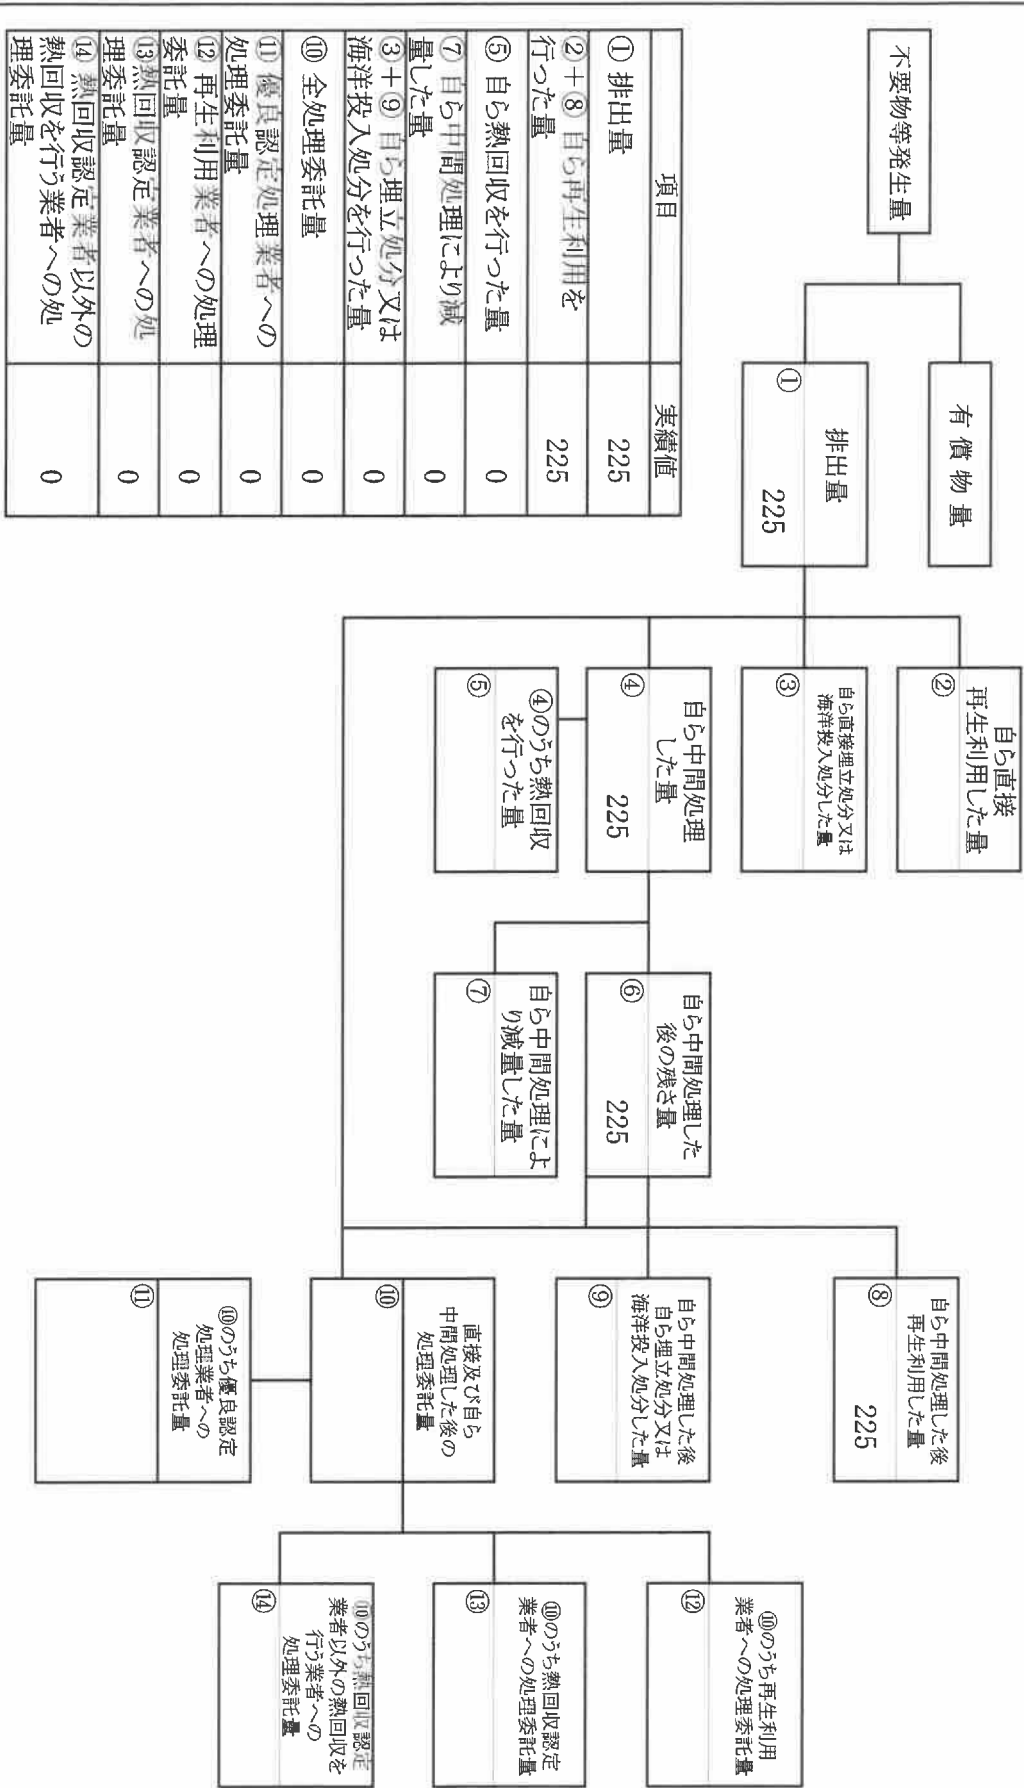 不要物等発生量
有償物量
①
排出量
225
自ら直接
再生利用した量
②
自ら直接埋立処分又は
海洋投入処分した量
③
自ら中間処理
した量
④
225
④のうち熱回収
を行った量
⑤
自ら中間処理した
後の残さ量
⑥
225
自ら中間処理によ
り減量した量
⑦
自ら中間処理した後
再生利用した量
⑧
225
自ら中間処理した後
自ら埋立処分又は
海洋投入処分した量
⑨
直接及び自ら
中間処理した後の
処理委託量
⑩
⑩のうち優良認定
処理業者への
処理委託量
⑪
⑩のうち再生利用
業者への処理委託量
⑫
⑩のうち熱回収認定
業者への処理委託量
⑬
⑩のうち熱回収認定
業者以外の熱回収を
行う業者への
処理委託量
⑭
項目 実績値
① 排出量 225
②＋⑧ 自ら再生利用を
行った量 225
⑤ 自ら熱回収を行った量 0
⑦ 自ら中間処理により減
量した量 0
③＋⑨ 自ら埋立処分又は
海洋投入処分を行った量 0
⑩ 全処理委託量 0
⑪ 優良認定処理業者への
処理委託量 0
⑫ 再生利用業者への処理
委託量 0
⑬熱回収認定業者への処
理委託量 0
⑭ 熱回収認定業者以外の
熱回収を行う業者への処
理委託量 0